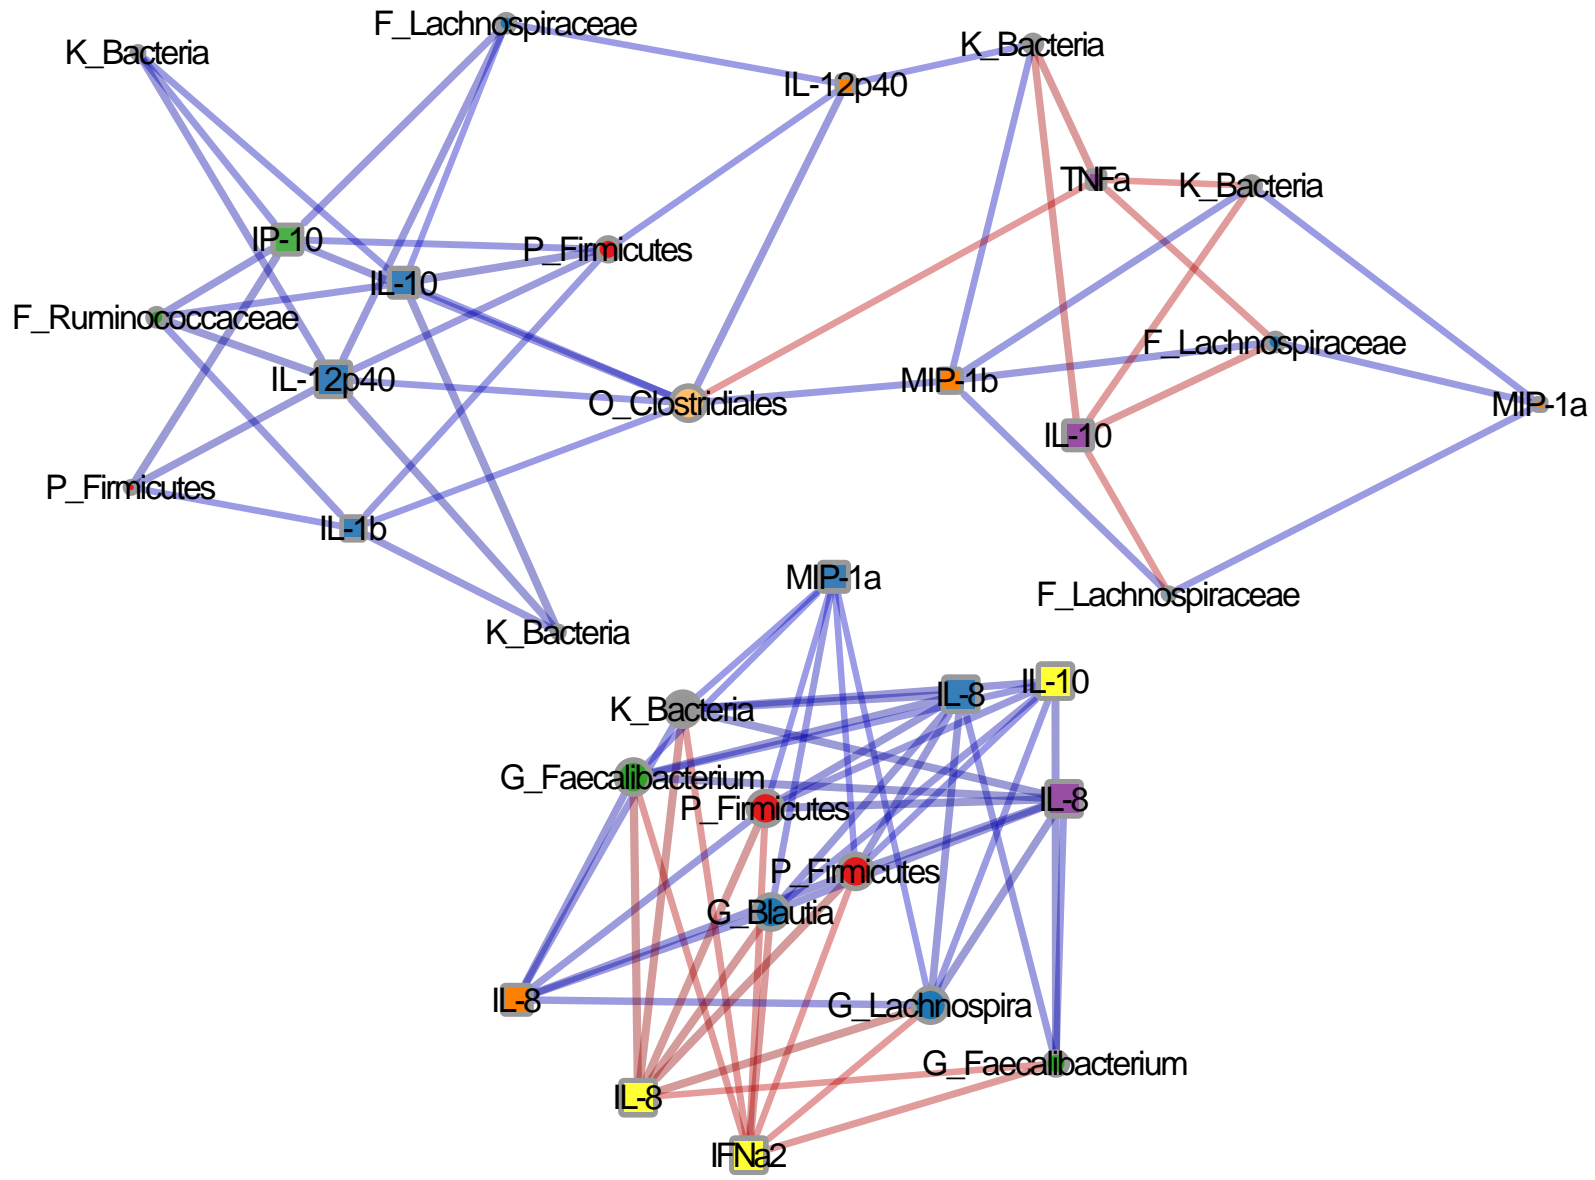 F_Lachnospiraceae
K_Bacteria
K_Bacteria
IL-12p40
TNFa
K_Bacteria
IP-10
P_Firmicutes
IL-10
F_Ruminococcaceae
F_Lachnospiraceae
IL-12p40
MIP-1b
O_Clostridiales
MIP-1a
IL-10
P_Firmicutes
IL-1b
MIP-1a
F_Lachnospiraceae
K_Bacteria
IL-10
IL-8
K_Bacteria
G_Faecalibacterium
IL-8
P_Firmicutes
P_Firmicutes
G_Blautia
IL-8
G_Lachnospira
G_Faecalibacterium
IL-8
IFNa2